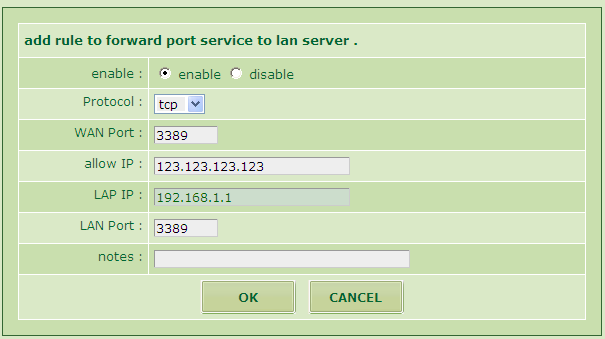 add rule to forward port service to lan server .
enable : enable disable
Protocol : tcp
WAN Port : 3389
allow IP : 123.123.123.123
LAP IP : 192.168.1.1
LAN Port : 3389
notes :
OK CANCEL